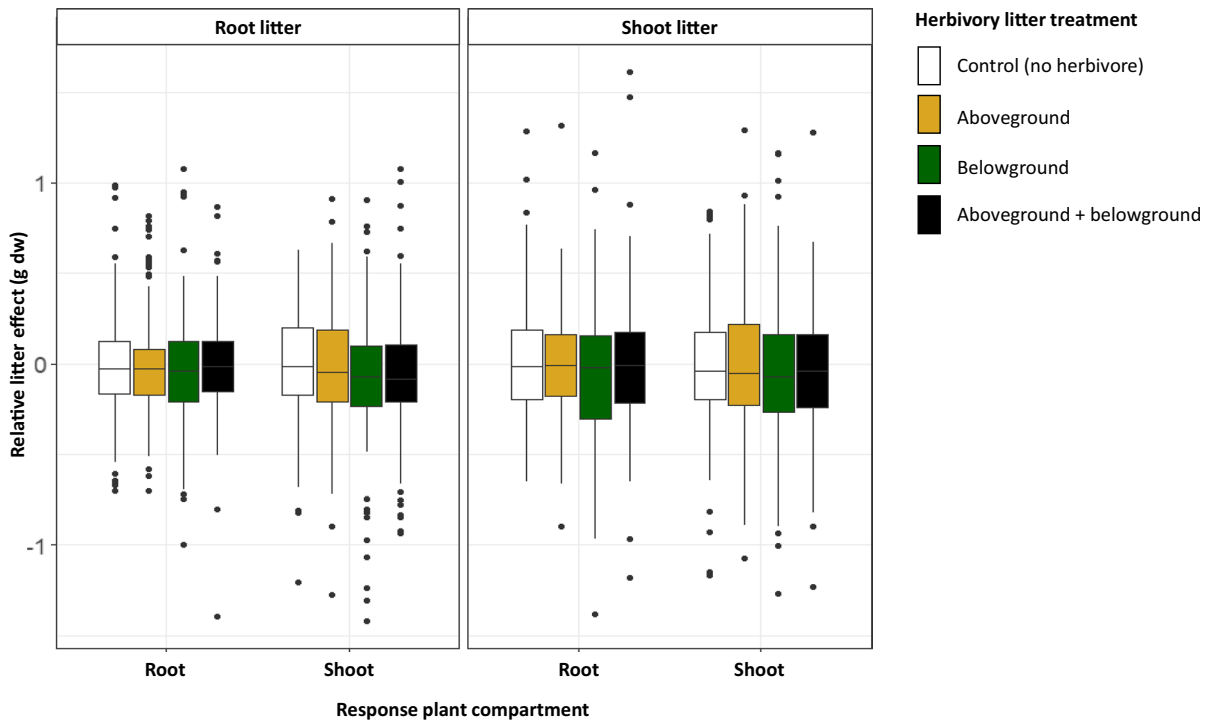 Root litter
Shoot litter
Herbivory litter treatment
Control (no herbivore)
Aboveground
Belowground
Aboveground + belowground
Relative litter effect (g dw)
1
0
-1
Root
Shoot
Root
Shoot
Response plant compartment